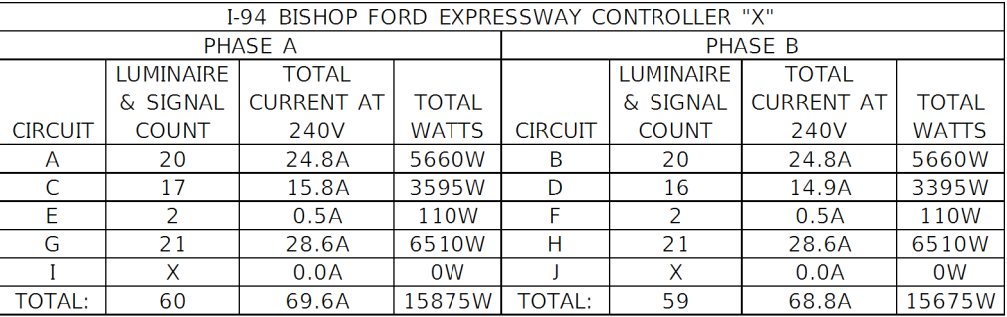 I-94 BISHOP FORD EXPRESSWAY CONTROLLER "X"
PHASE A PHASE B
LUMINAIRE TOTAL LUMINAIRE TOTAL
& SIGNAL CURRENT AT TOTAL & SIGNAL CURRENT AT TOTAL
CIRCUIT COUNT 240V WATTS CIRCUIT COUNT 240V WATTS
A 20 24.8A 5660W B 20 24.8A 5660W
C 17 15.8A 3595W D 16 14.9A 3395W
E 2 0.5A 110W F 2 0.5A 110W
G 21 28.6A 6510W H 21 28.6A 6510W
I X 0.0A 0W J X 0.0A 0W
TOTAL: 60 69.6A 15875W TOTAL: 59 68.8A 15675W